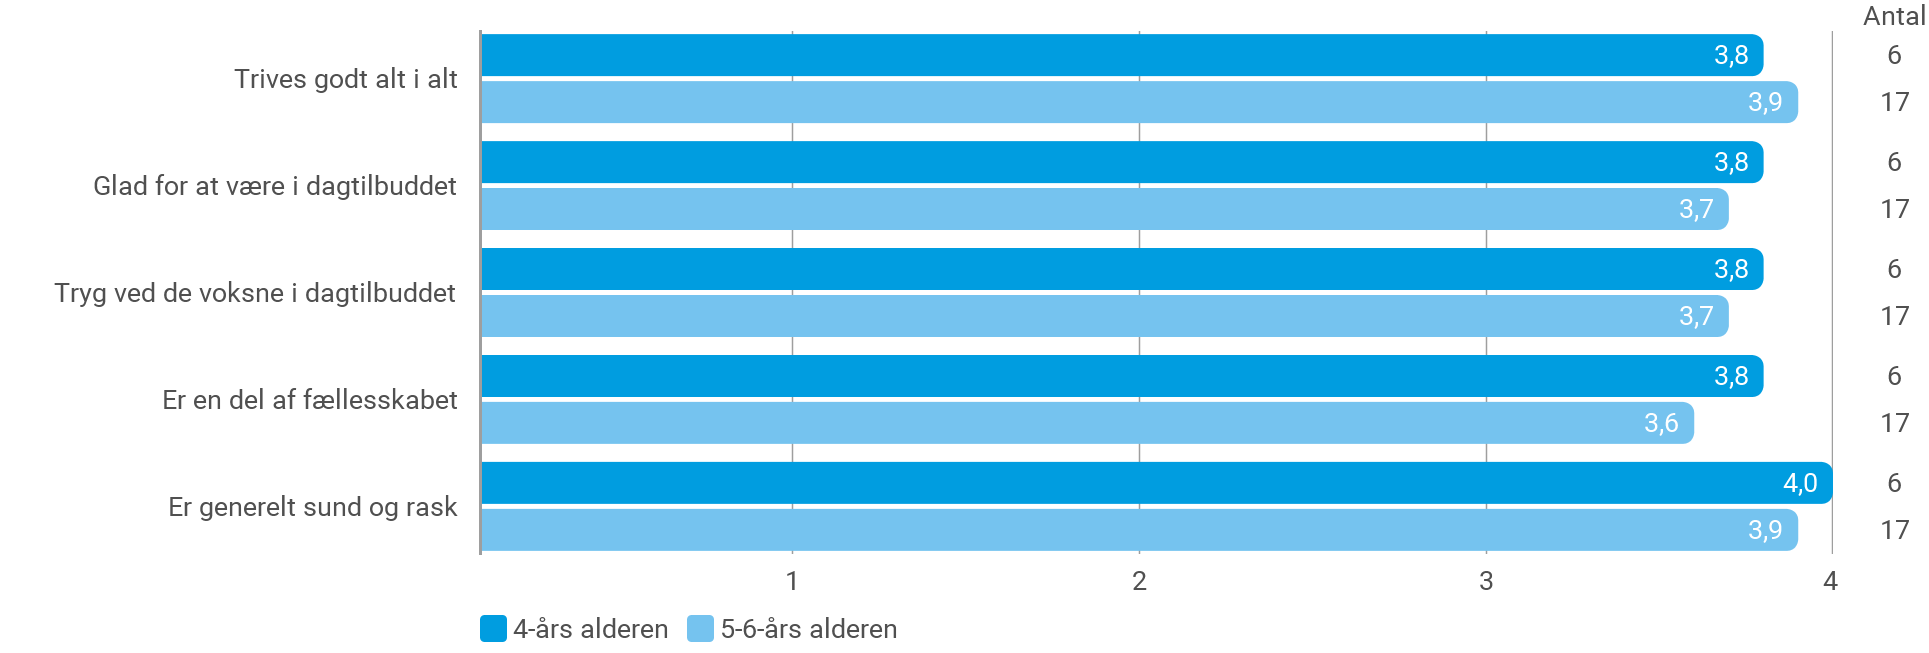 Antal
Trives godt alt i alt
3,8
6
3,9
17
Glad for at være i dagtilbuddet
3,8
6
3,7
17
Tryg ved de voksne i dagtilbuddet
3,8
6
3,7
17
Er en del af fællesskabet
3,8
6
3,6
17
Er generelt sund og rask
4,0
6
3,9
17
1 2 3 4
4-års alderen 5-6-års alderen